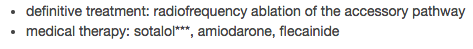 • definitive treatment: radiofrequency ablation of the accessory pathway
• medical therapy: sotalol***, amiodarone, flecainide